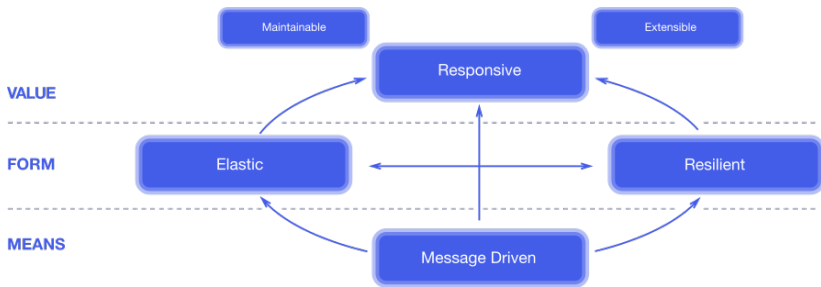 Maintainable
Extensible
Responsive
VALUE
FORM
Elastic
Resilient
MEANS
Message Driven